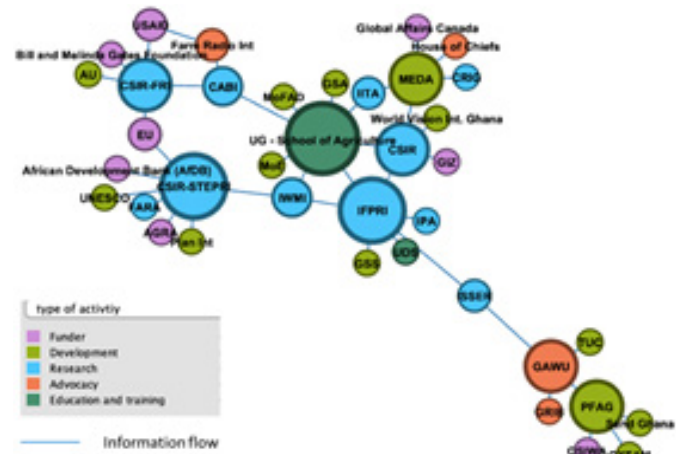 USAID
Farm Radio Int
Bill and Melinda Gates Foundation
AU
CSIR-FRI
CABI
EU
African Development Bank (AfDB)
CSIR-STEPRI
UNESCO
FARA
AGRA
Plan Int
Global Affairs Canada
House of Chiefs
MEDA
CRIG
GSA
IITA
MoFAD
World Vision Int. Ghana
UG - School of Agriculture
CSIR
GIZ
MoE
IWMI
IFPRI
IPA
UDS
GSS
ISSER
TUC
GAWU
GRIB
PFAG
Send Ghana
type of activtiy
Funder
Development
Research
Advocacy
Education and training
Information flow